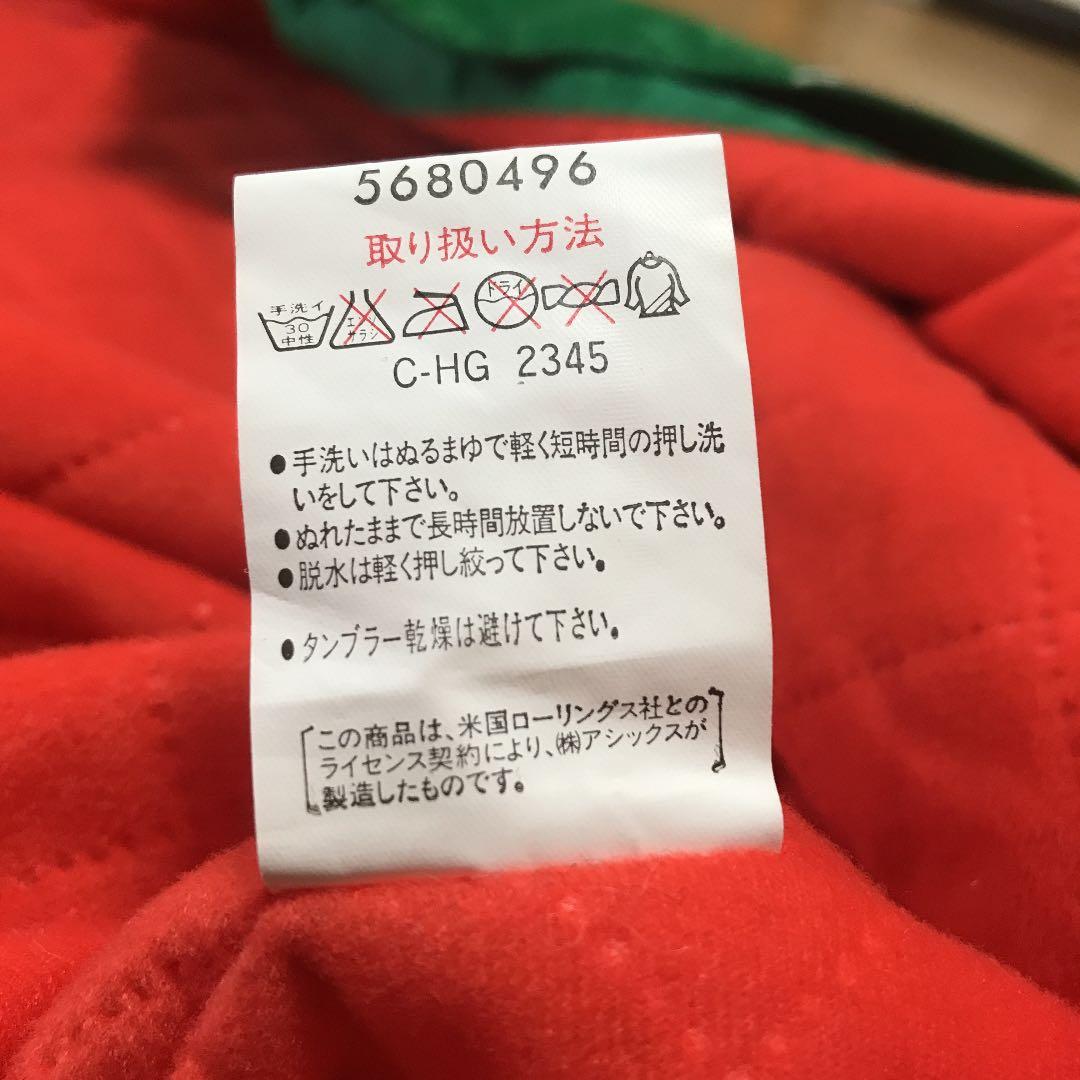 5680496
取り扱い方法
手洗イ
30
中性
エンソ
サラシ
ドライ
C-HG 2345
●手洗いはぬるまゆで軽く短時間の押し洗
いをして下さい。
●ぬれたままで長時間放置しないで下さい。
●脱水は軽く押し絞って下さい。
●タンブラー乾燥は避けて下さい。
この商品は、米国ローリングス社との
ライセンス契約により、㈱アシックスが
製造したものです。